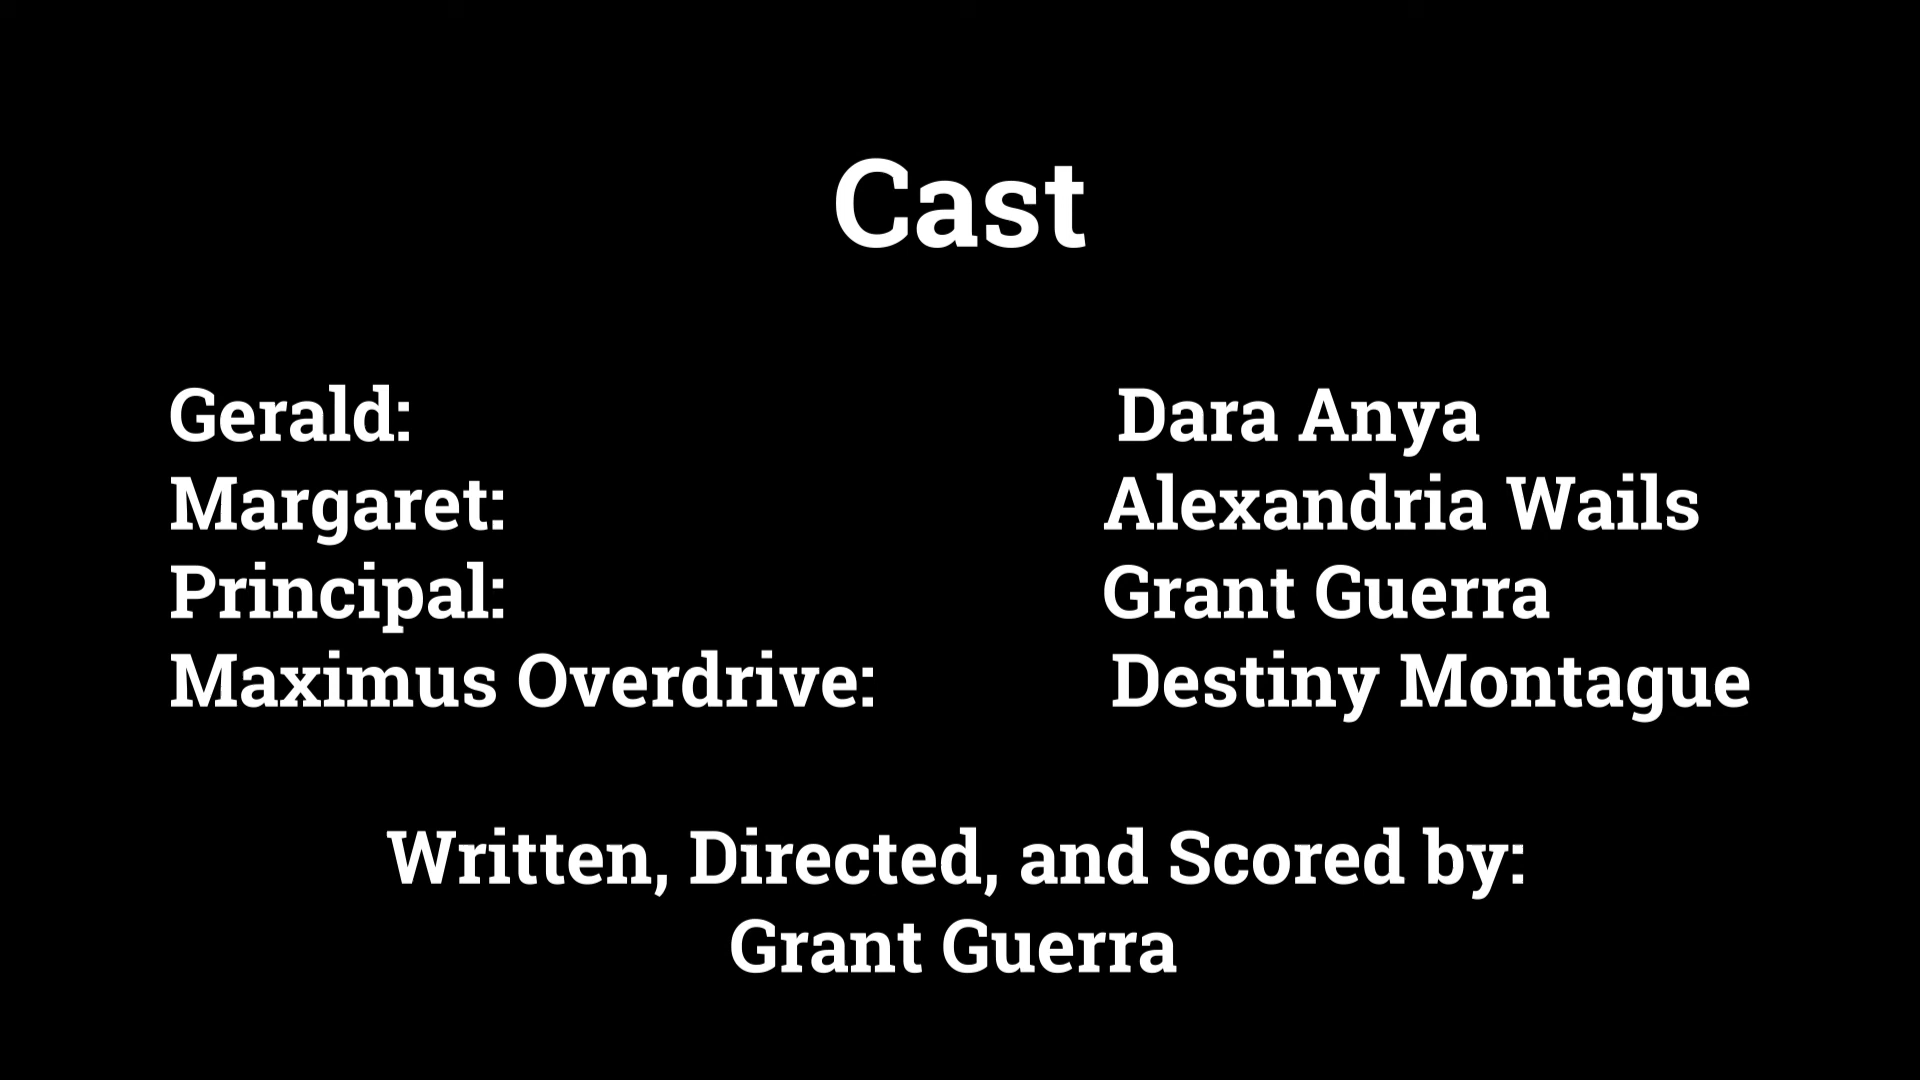 Cast
Gerald: Dara Anya
Margaret: Alexandria Wails
Principal: Grant Guerra
Maximus Overdrive: Destiny Montague
Written, Directed, and Scored by:
Grant Guerra